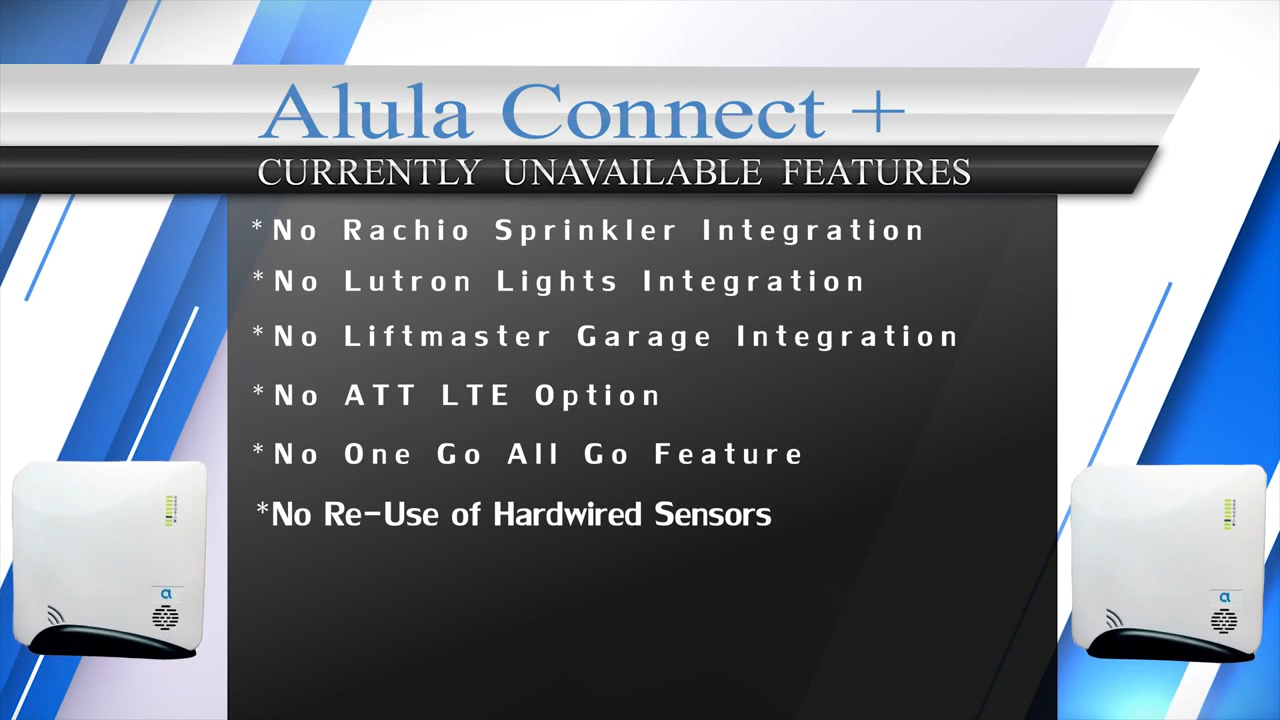 Alula Connect +
CURRENTLY UNAVAILABLE FEATURES
* No Rachio Sprinkler Integration
* No Lutron Lights Integration
* No Liftmaster Garage Integration
* No ATT LTE Option
* No One Go All Go Feature
*No Re-Use of Hardwired Sensors